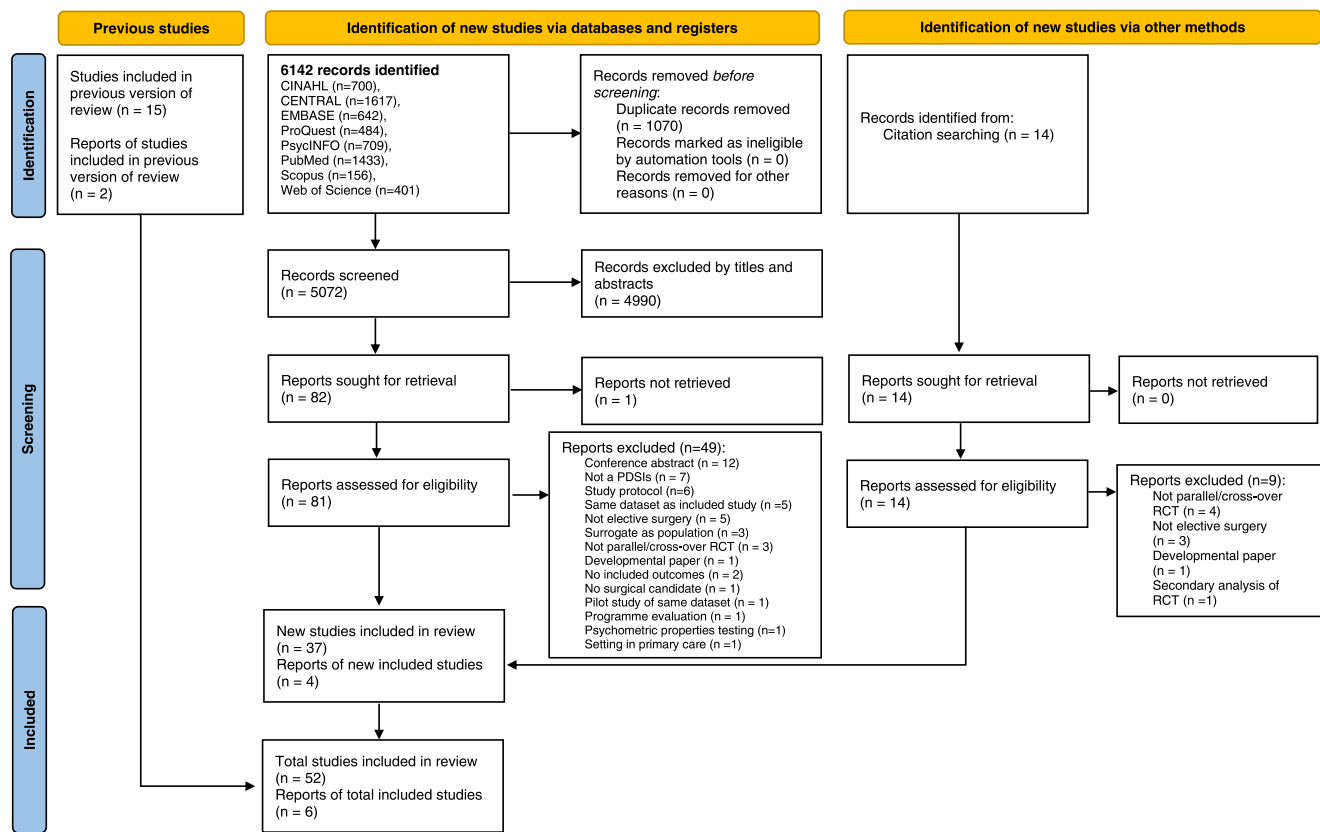 Previous studies
Identification of new studies via databases and registers
Identification of new studies via other methods
Identification
Studies included in
previous version of
review (n = 15)
Reports of studies
included in previous
version of review
(n = 2)
6142 records identified
CINAHL (n=700),
CENTRAL (n=1617),
EMBASE (n=642),
ProQuest (n=484),
PsycINFO (n=709),
PubMed (n=1433),
Scopus (n=156),
Web of Science (n=401)
Records removed before
screening:
Duplicate records removed
(n = 1070)
Records marked as ineligible
by automation tools (n = 0)
Records removed for other
reasons (n = 0)
Records identified from:
Citation searching (n = 14)
Screening
Records screened
(n = 5072)
Records excluded by titles and
abstracts
(n = 4990)
Reports sought for retrieval
(n = 82)
Reports not retrieved
(n = 1)
Reports sought for retrieval
(n = 14)
Reports not retrieved
(n = 0)
Reports assessed for eligibility
(n = 81)
Reports excluded (n=49):
Conference abstract (n = 12)
Not a PDSIs (n = 7)
Study protocol (n=6)
Same dataset as included study (n =5)
Not elective surgery (n = 5)
Surrogate as population (n =3)
Not parallel/cross-over RCT (n = 3)
Developmental paper (n = 1)
No included outcomes (n = 2)
No surgical candidate (n = 1)
Pilot study of same dataset (n = 1)
Programme evaluation (n = 1)
Psychometric properties testing (n=1)
Setting in primary care (n =1)
Reports assessed for eligibility
(n = 14)
Reports excluded (n=9):
Not parallel/cross-over
RCT (n = 4)
Not elective surgery
(n = 3)
Developmental paper
(n = 1)
Secondary analysis of
RCT (n =1)
Included
New studies included in review
(n = 37)
Reports of new included studies
(n = 4)
Total studies included in review
(n = 52)
Reports of total included studies
(n = 6)